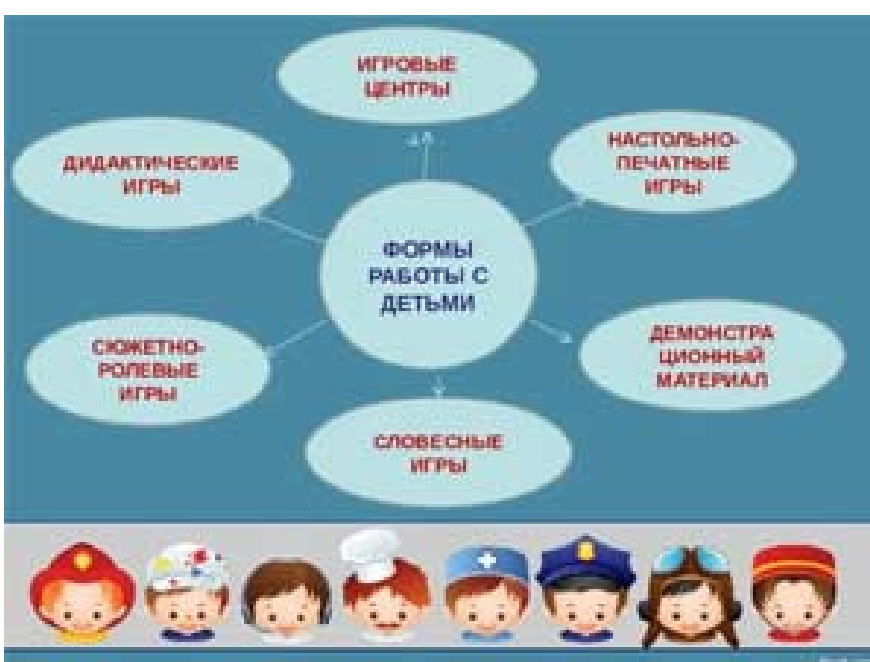 ИГРОВЫЕ
ЦЕНТРЫ
НАСТОЛЬНО-
ПЕЧАТНЫЕ
ИГРЫ
ДИДАКТИЧЕСКИЕ
ИГРЫ
ФОРМЫ
РАБОТЫ С
ДЕТЬМИ
ДЕМОНСТРА
ЦИОННЫЙ
МАТЕРИАЛ
СЮЖЕТНО-
РОЛЕВЫЕ
ИГРЫ
СЛОВЕСНЫЕ
ИГРЫ